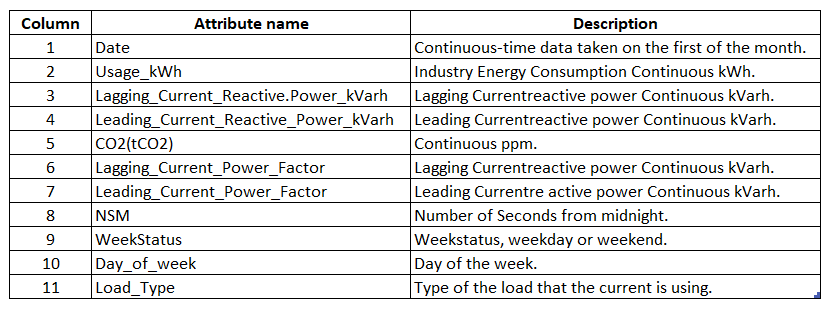 Column Attribute name Description
1 Date Continuous-time data taken on the first of the month.
2 Usage_kWh Industry Energy Consumption Continuous kWh.
3 Lagging_Current_Reactive.Power_kVarh Lagging Currentreactive power Continuous kVarh.
4 Leading_Current_Reactive_Power_kVarh Leading Currentreactive power Continuous kVarh.
5 CO2(tCO2) Continuous ppm.
6 Lagging_Current_Power_Factor Lagging Currentreactive power Continuous kVarh.
7 Leading_Current_Power_Factor Leading Currentre active power Continuous kVarh.
8 NSM Number of Seconds from midnight.
9 WeekStatus Weekstatus, weekday or weekend.
10 Day_of_week Day of the week.
11 Load_Type Type of the load that the current is using.